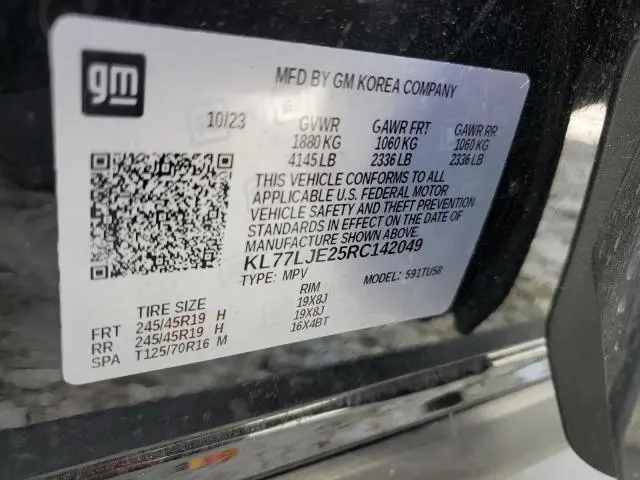 gm
MFD BY GM KOREA COMPANY
10/23 GVWR GAWR FRT GAWR RR
1880 KG 1060 KG 1060 KG
4145 LB 2336 LB 2336 LB
THIS VEHICLE CONFORMS TO ALL
APPLICABLE U.S. FEDERAL MOTOR
VEHICLE SAFETY AND THEFT PREVENTION
STANDARDS IN EFFECT ON THE DATE OF
MANUFACTURE SHOWN ABOVE.
KL77LJE25RC142049
TYPE: MPV MODEL: 591TU58
TIRE SIZE RIM
FRT 245/45R19 H 19X8J
RR 245/45R19 H 19X8J
SPA T125/70R16 M 16X4BT